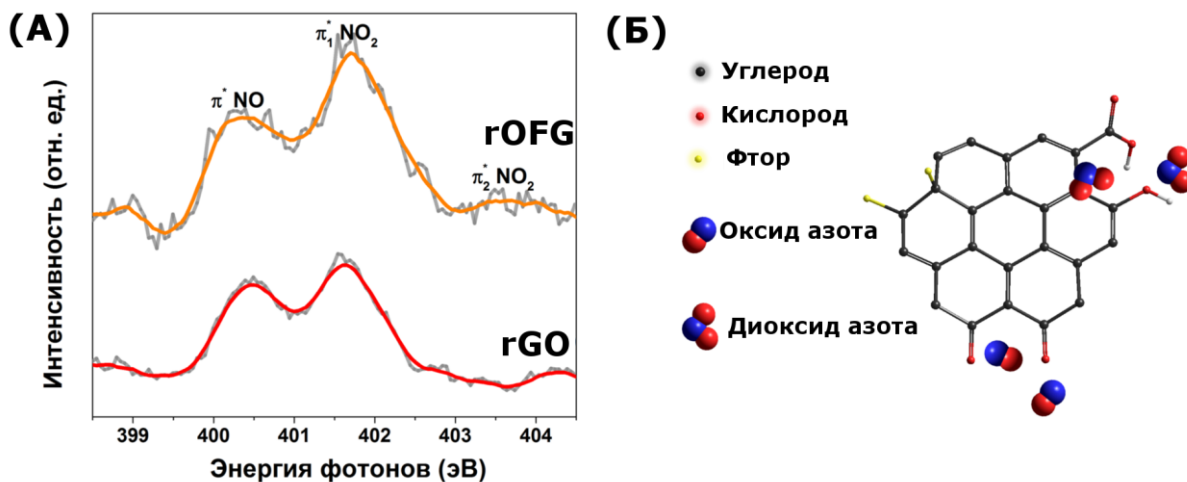 (А)
π* NO
π₁* NO₂
π₂* NO₂
rOFG
rGO
Интенсивность (отн. ед.)
399 400 401 402 403 404
Энергия фотонов (эВ)
(Б)
Углерод
Кислород
Фтор
Оксид азота
Диоксид азота